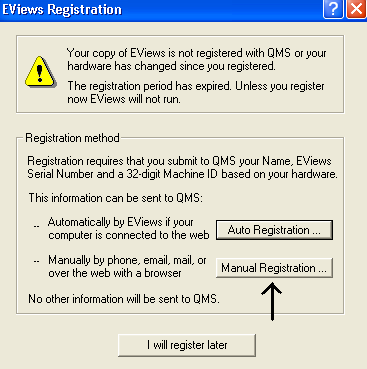 EViews Registration
Your copy of EViews is not registered with QMS or your
hardware has changed since you registered.
The registration period has expired. Unless you register
now EViews will not run.
Registration method
Registration requires that you submit to QMS your Name, EViews
Serial Number and a 32-digit Machine ID based on your hardware.
This information can be sent to QMS:
-- Automatically by EViews if your
computer is connected to the web
Auto Registration ...
-- Manually by phone, email, mail, or
over the web with a browser
Manual Registration ...
No other information will be sent to QMS.
I will register later